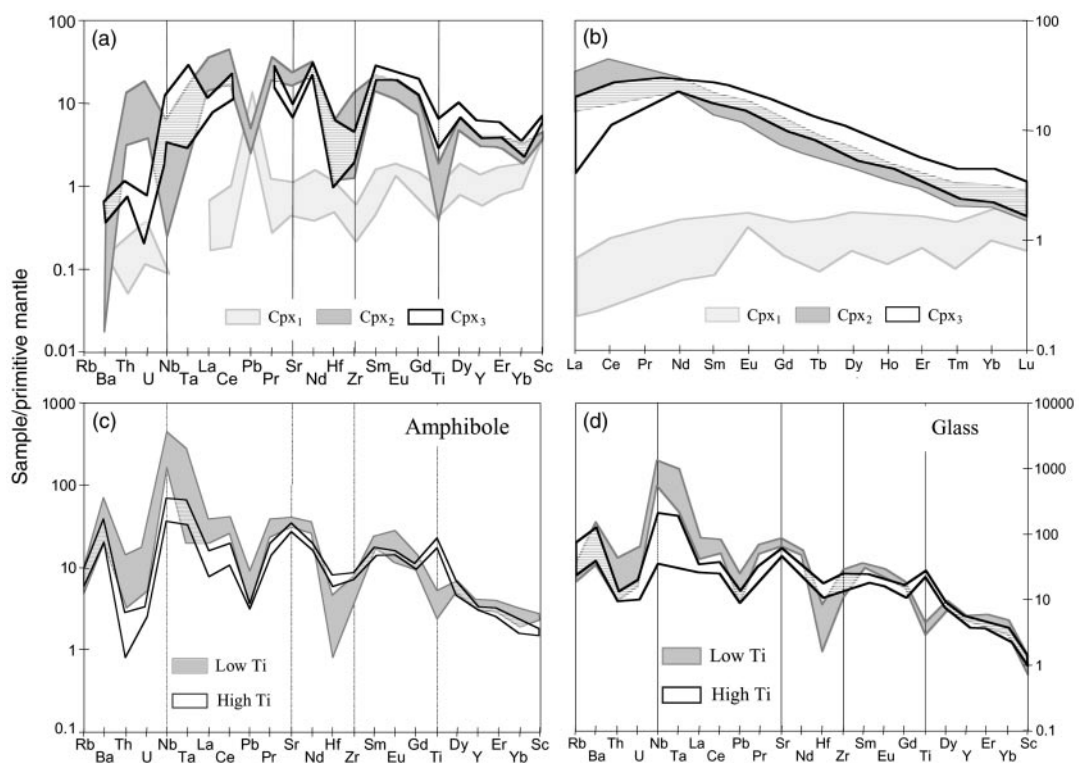 100
(a)
10
1
0.1
0.01
Cpx1 Cpx2 Cpx3
Rb Th Nb La Pb Sr Hf Sm Gd Dy Er Sc
Ba U Ta Ce Pr Nd Zr Eu Ti Y Yb
(b)
100
10
1
0.1
Cpx1 Cpx2 Cpx3
La Ce Pr Nd Sm Eu Gd Tb Dy Ho Er Tm Yb Lu
Sample/primitive mantle
1000
(c)
Amphibole
100
10
1
0.1
Low Ti
High Ti
Rb Th Nb La Pb Sr Hf Sm Gd Dy Er Sc
Ba U Ta Ce Pr Nd Zr Eu Ti Y Yb
(d)
Glass
10000
1000
100
10
1
0.1
Low Ti
High Ti
Rb Th Nb La Pb Sr Hf Sm Gd Dy Er Sc
Ba U Ta Ce Pr Nd Zr Eu Ti Y Yb